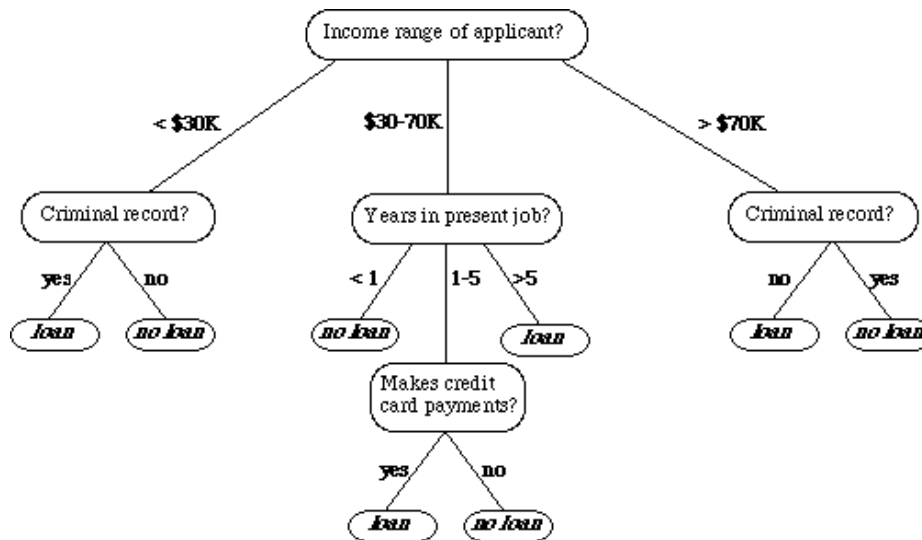 Income range of applicant?
< $30K
$30-70K
> $70K
Criminal record?
Years in present job?
Criminal record?
yes
no
< 1
1-5
>5
no
yes
loan
no loan
no loan
loan
loan
no loan
Makes credit
card payments?
yes
no
loan
no loan